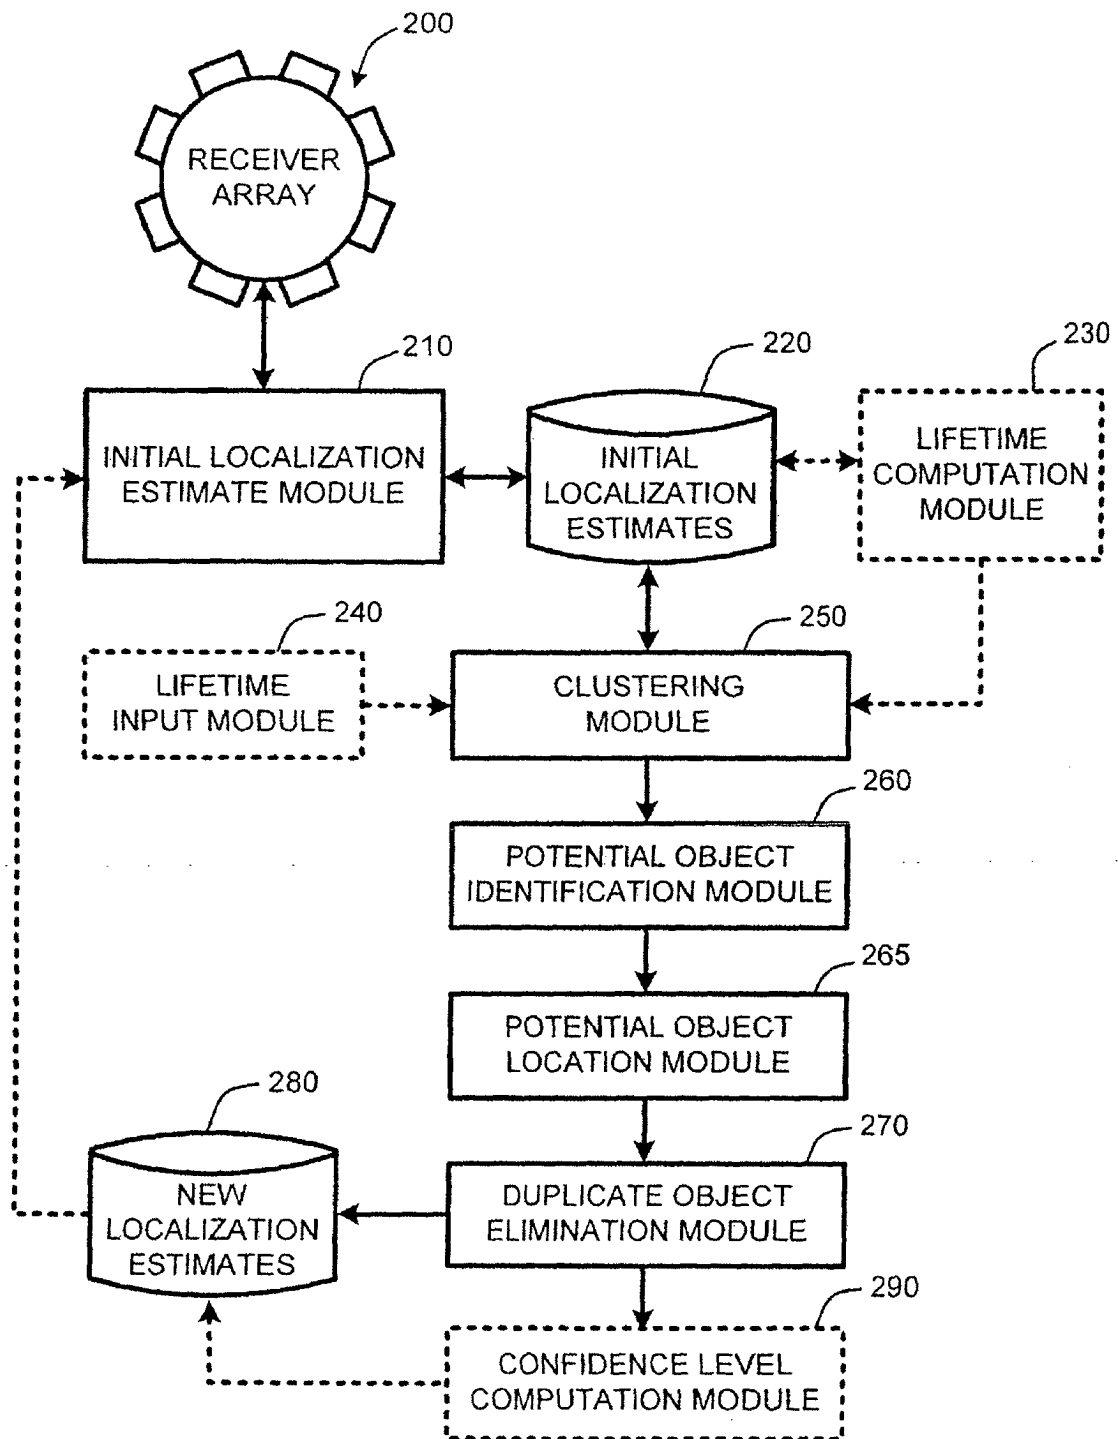 200
RECEIVER
ARRAY
210
220
230
INITIAL LOCALIZATION
ESTIMATE MODULE
INITIAL
LOCALIZATION
ESTIMATES
LIFETIME
COMPUTATION
MODULE
240
250
LIFETIME
INPUT MODULE
CLUSTERING
MODULE
260
POTENTIAL OBJECT
IDENTIFICATION MODULE
265
POTENTIAL OBJECT
LOCATION MODULE
280
270
NEW
LOCALIZATION
ESTIMATES
DUPLICATE OBJECT
ELIMINATION MODULE
290
CONFIDENCE LEVEL
COMPUTATION MODULE